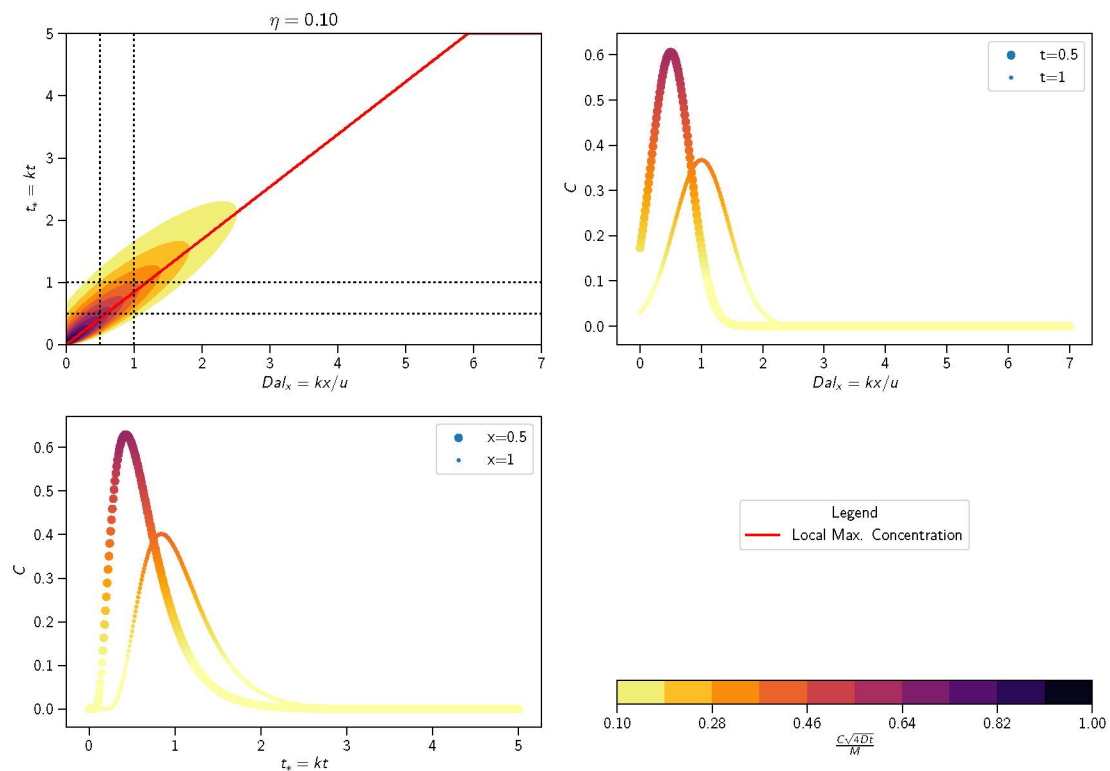 η = 0.10
5
4
3
2
1
0
t* = kt
0 1 2 3 4 5 6 7
DaI_x = kx/u
0.6
0.5
0.4
0.3
0.2
0.1
0.0
C
t=0.5
t=1
0 1 2 3 4 5 6 7
DaI_x = kx/u
0.6
0.5
0.4
0.3
0.2
0.1
0.0
C
x=0.5
x=1
0 1 2 3 4 5
t* = kt
Legend
Local Max. Concentration
0.10 0.28 0.46 0.64 0.82 1.00
C√4Dt
M